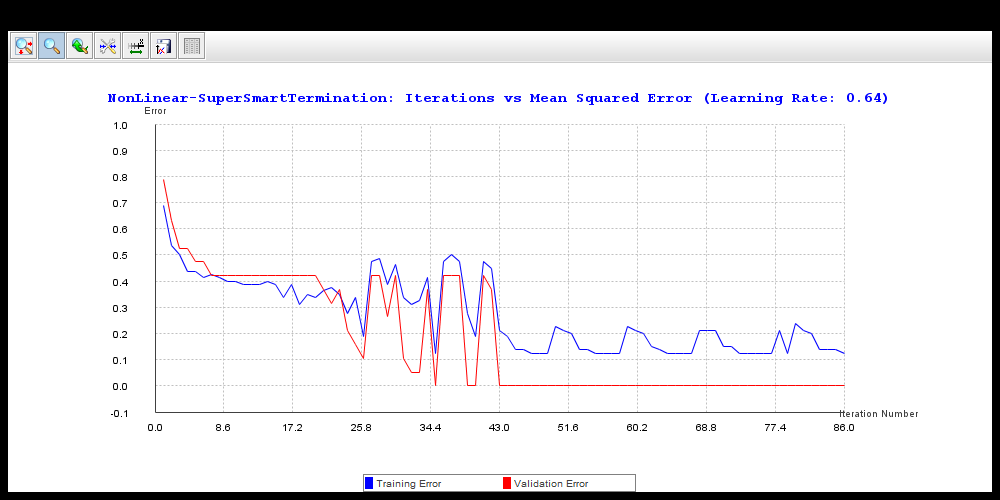 NonLinear-SuperSmartTermination: Iterations vs Mean Squared Error (Learning Rate: 0.64)
Error
1.0
0.9
0.8
0.7
0.6
0.5
0.4
0.3
0.2
0.1
0.0
-0.1
Iteration Number
0.0 8.6 17.2 25.8 34.4 43.0 51.6 60.2 68.8 77.4 86.0
Training Error Validation Error